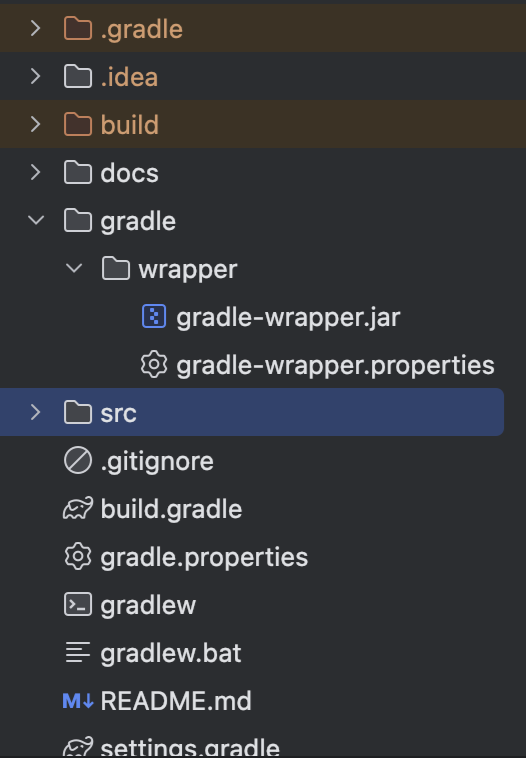 .gradle
.idea
build
docs
gradle
wrapper
gradle-wrapper.jar
gradle-wrapper.properties
src
.gitignore
build.gradle
gradle.properties
gradlew
gradlew.bat
M↓ README.md
settings.gradle